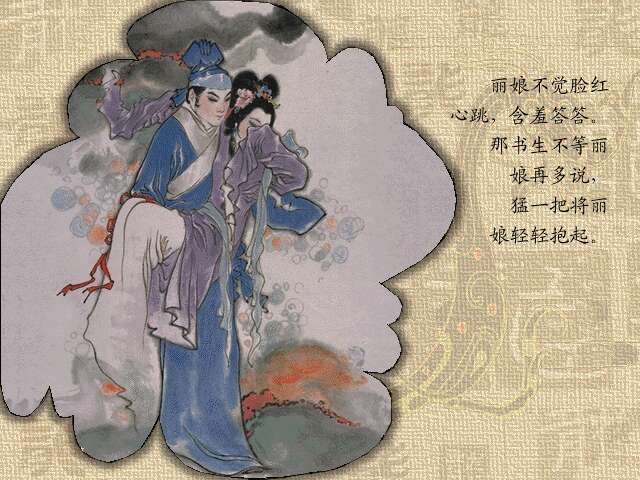 丽娘不觉脸红
心跳，含羞答答。
那书生不等丽
娘再多说，
猛一把将丽
娘轻轻抱起。